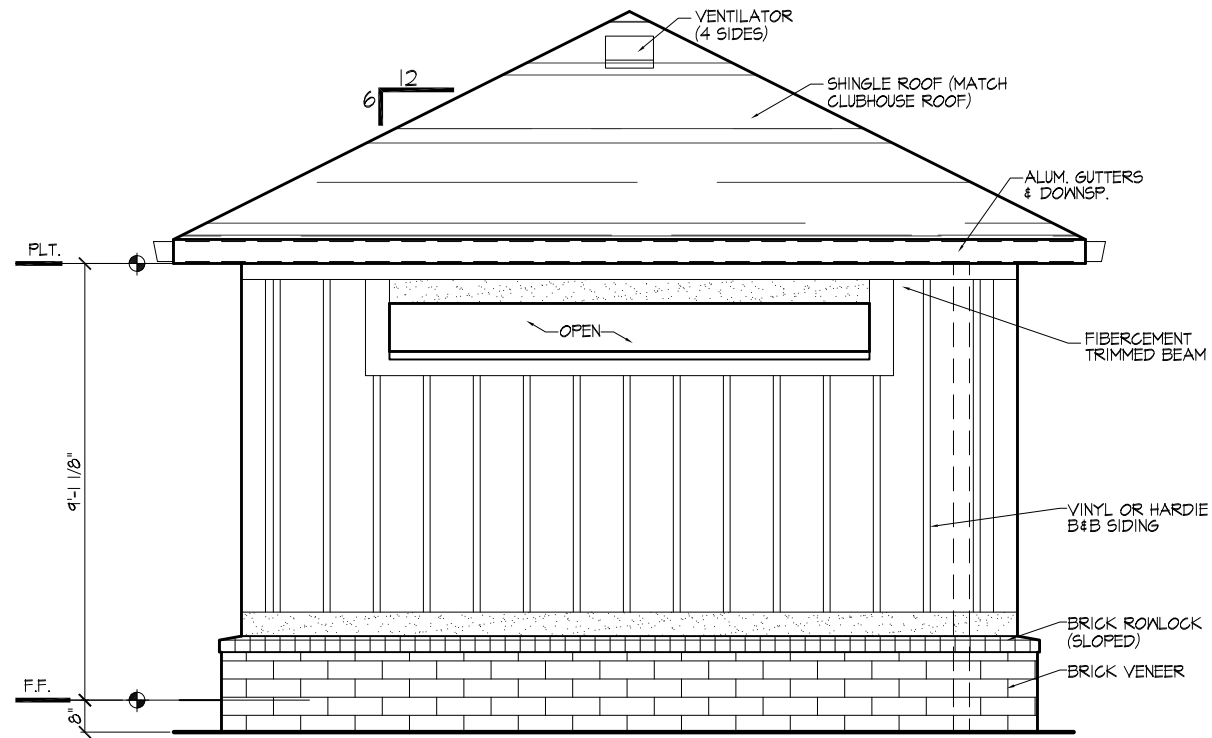 VENTILATOR
(4 SIDES)
12
6
SHINGLE ROOF (MATCH
CLUBHOUSE ROOF)
ALUM. GUTTERS
& DOWNSP.
PLT.
OPEN
FIBERCEMENT
TRIMMED BEAM
9'-1 1/8"
VINYL OR HARDIE
B&B SIDING
BRICK ROWLOCK
(SLOPED)
BRICK VENEER
F.F.
8"